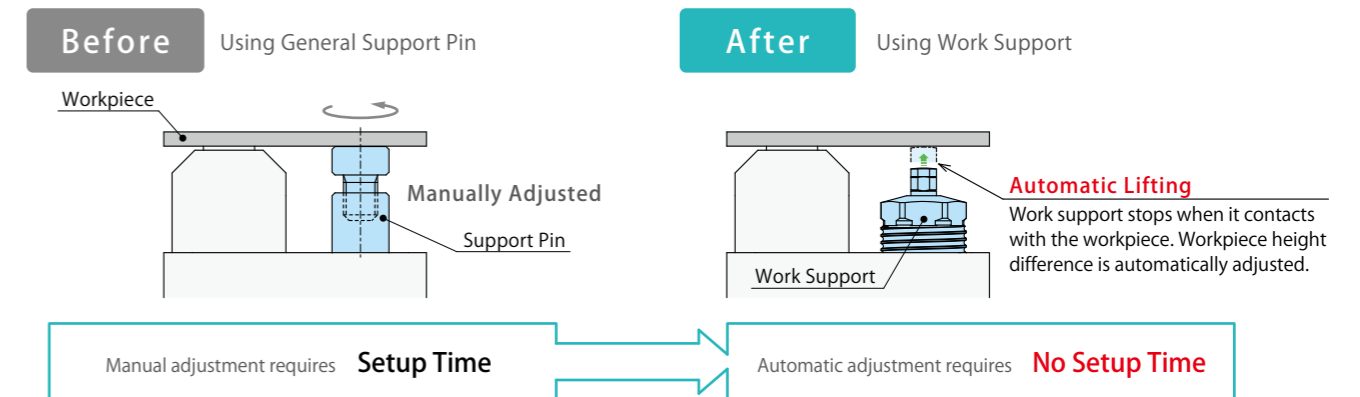 Before
Using General Support Pin
Workpiece
Manually Adjusted
Support Pin
Manual adjustment requires Setup Time
After
Using Work Support
Automatic Lifting
Work support stops when it contacts
with the workpiece. Workpiece height
difference is automatically adjusted.
Work Support
Automatic adjustment requires No Setup Time